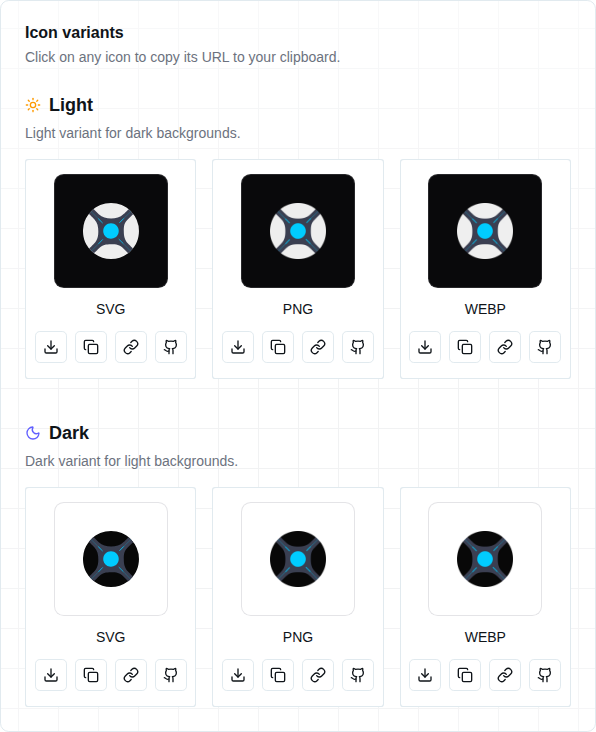 Icon variants
Click on any icon to copy its URL to your clipboard.
Light
Light variant for dark backgrounds.
SVG
PNG
WEBP
Dark
Dark variant for light backgrounds.
SVG
PNG
WEBP